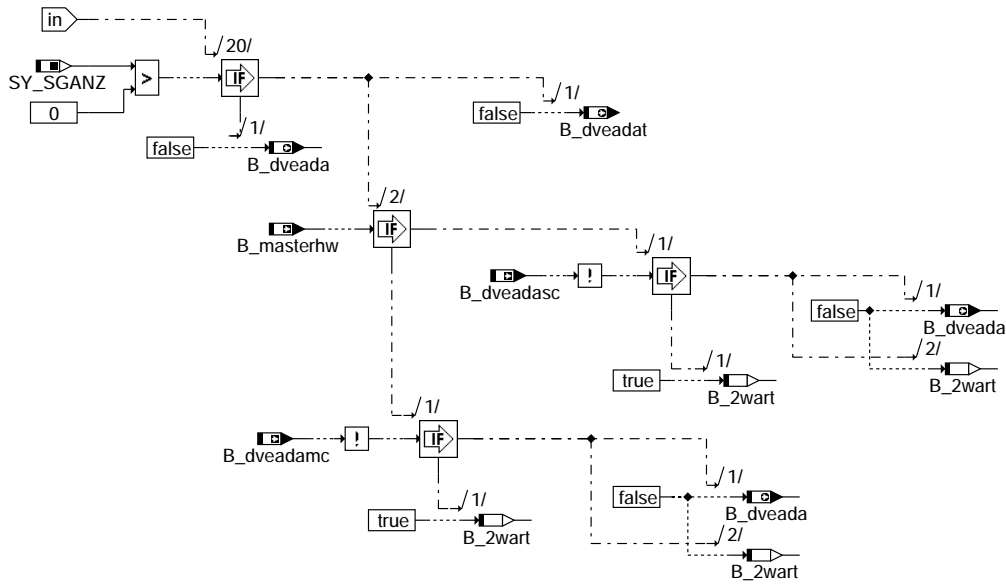 in
/20/
SY_SGANZ
>
IF
0
/1/
false
B_dveadat
/1/
false
B_dveada
/2/
B_masterhw
IF
/1/
B_dveadasc
!
IF
/1/
false
B_dveada
/1/
/2/
true
B_2wart
B_2wart
/1/
B_dveadamc
!
IF
/1/
/1/
false
B_dveada
true
B_2wart
/2/
B_2wart